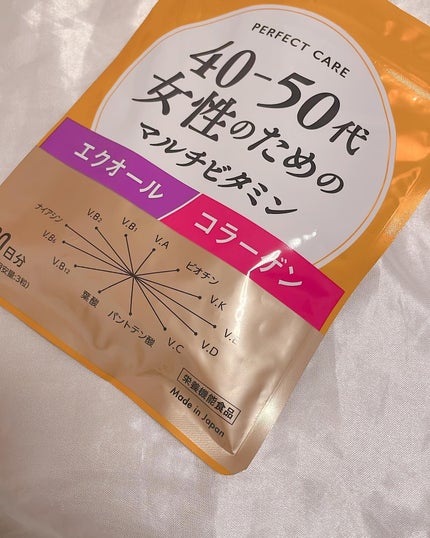 PERFECT CARE
40-50代
女性のための
マルチビタミン
エクオール
コラーゲン
ナイアシン
V.B₂
V.B₁
V.A
ビオチン
V.K
V.B₆
V.B₁₂
葉酸
パントテン酸
V.C
V.D
日分
栄養機能食品
Made in Japan